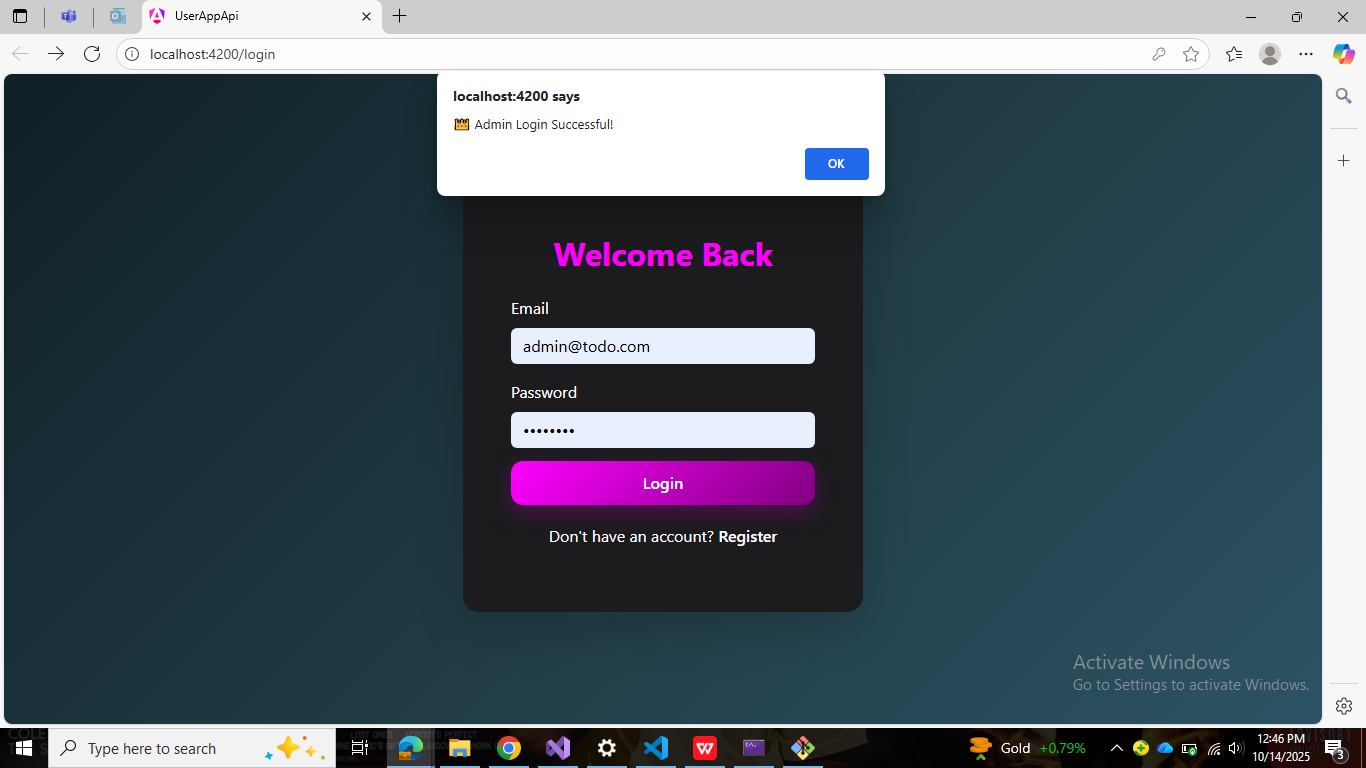 UserAppApi
localhost:4200/login
localhost:4200 says
👑 Admin Login Successful!
OK
Welcome Back
Email
admin@todo.com
Password
••••••••
Login
Don't have an account? Register
Activate Windows
Go to Settings to activate Windows.
Type here to search
Gold +0.79%
12:46 PM
10/14/2025
3